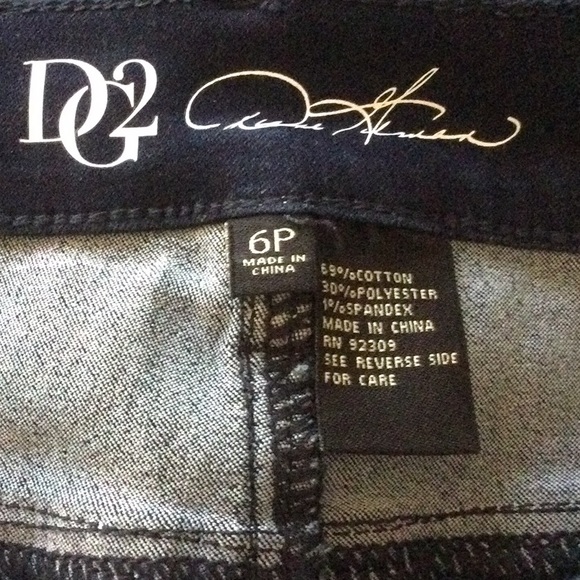 DG2
6P
MADE IN
CHINA
69%COTTON
30%POLYESTER
1%SPANDEX
MADE IN CHINA
RN 92309
SEE REVERSE SIDE
FOR CARE